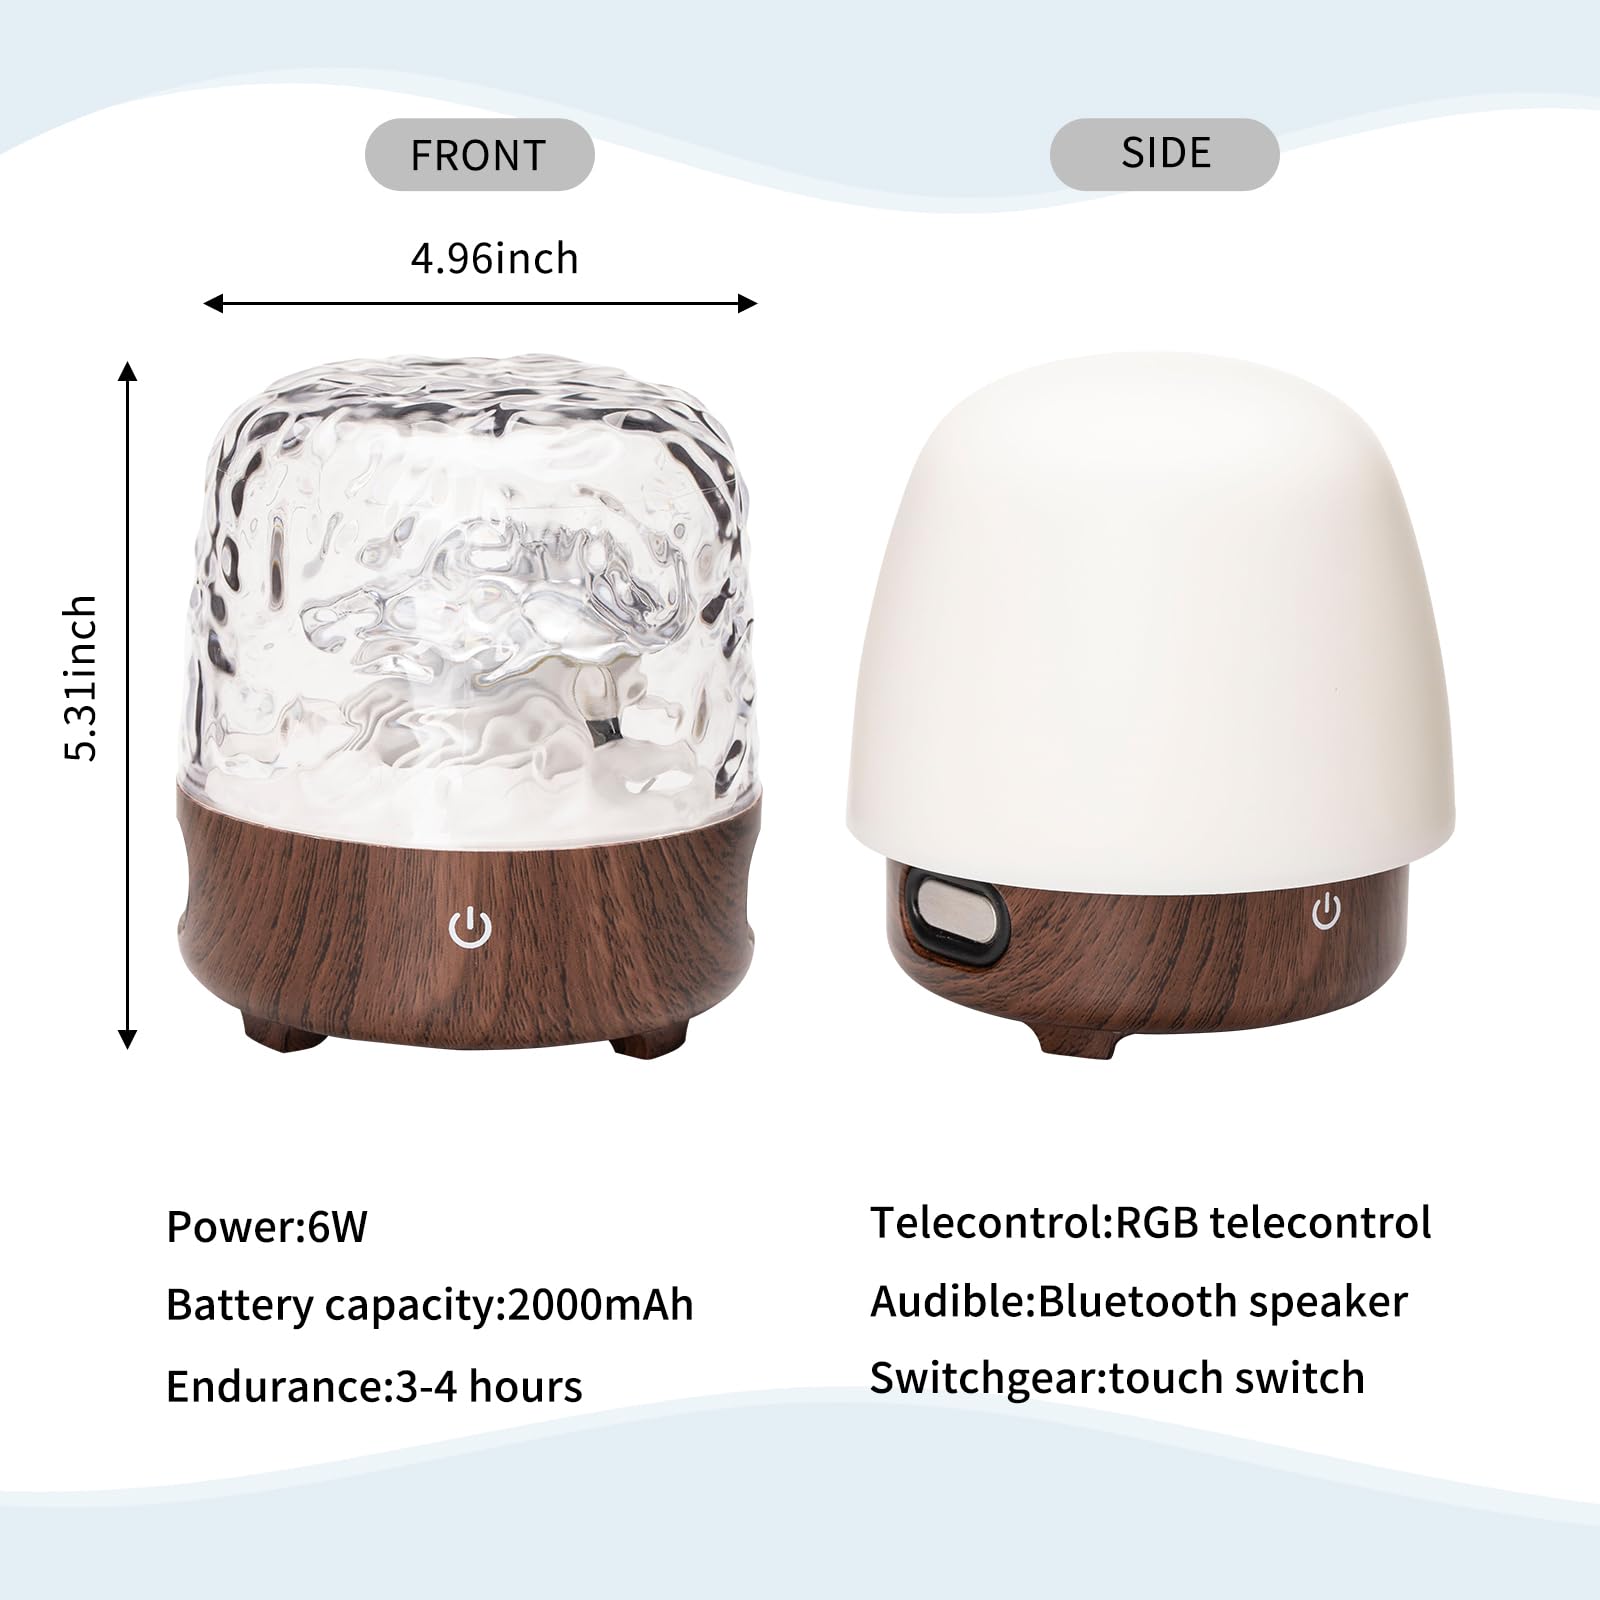 FRONT
SIDE
4.96inch
5.31inch
Power:6W
Battery capacity:2000mAh
Endurance:3-4 hours
Telecontrol:RGB telecontrol
Audible:Bluetooth speaker
Switchgear:touch switch